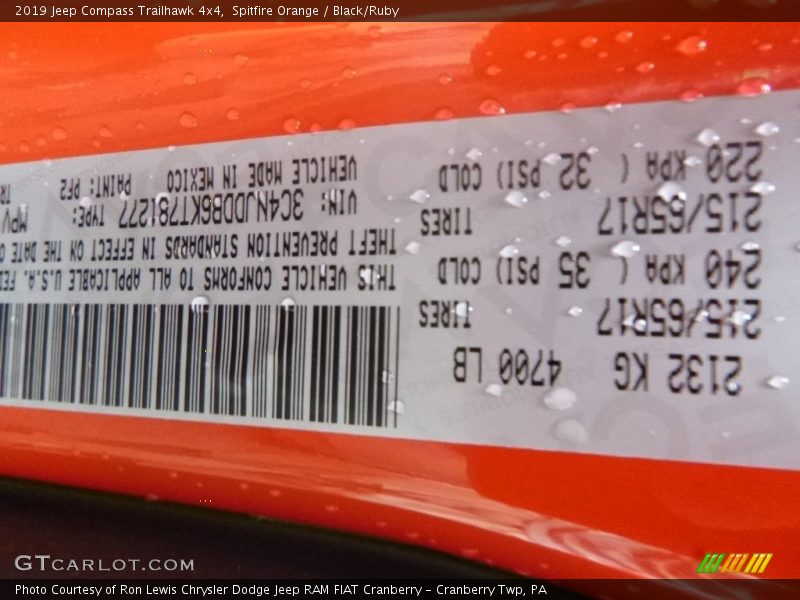 2019 Jeep Compass Trailhawk 4x4, Spitfire Orange / Black/Ruby
2132 KG 4700 LB
215/65R17 TIRES
240 KPA ( 35 PSI) COLD
215/65R17 TIRES
220 KPA ( 32 PSI) COLD
THIS VEHICLE CONFORMS TO ALL APPLICABLE U.S.A.
THEFT PREVENTION STANDARDS IN EFFECT ON THE DATE
VIN: 3C4NJDDB6KT781277 TYPE: MPV
VEHICLE MADE IN MEXICO PAINT: PF2
GTCARLOT.COM
Photo Courtesy of Ron Lewis Chrysler Dodge Jeep RAM FIAT Cranberry – Cranberry Twp, PA